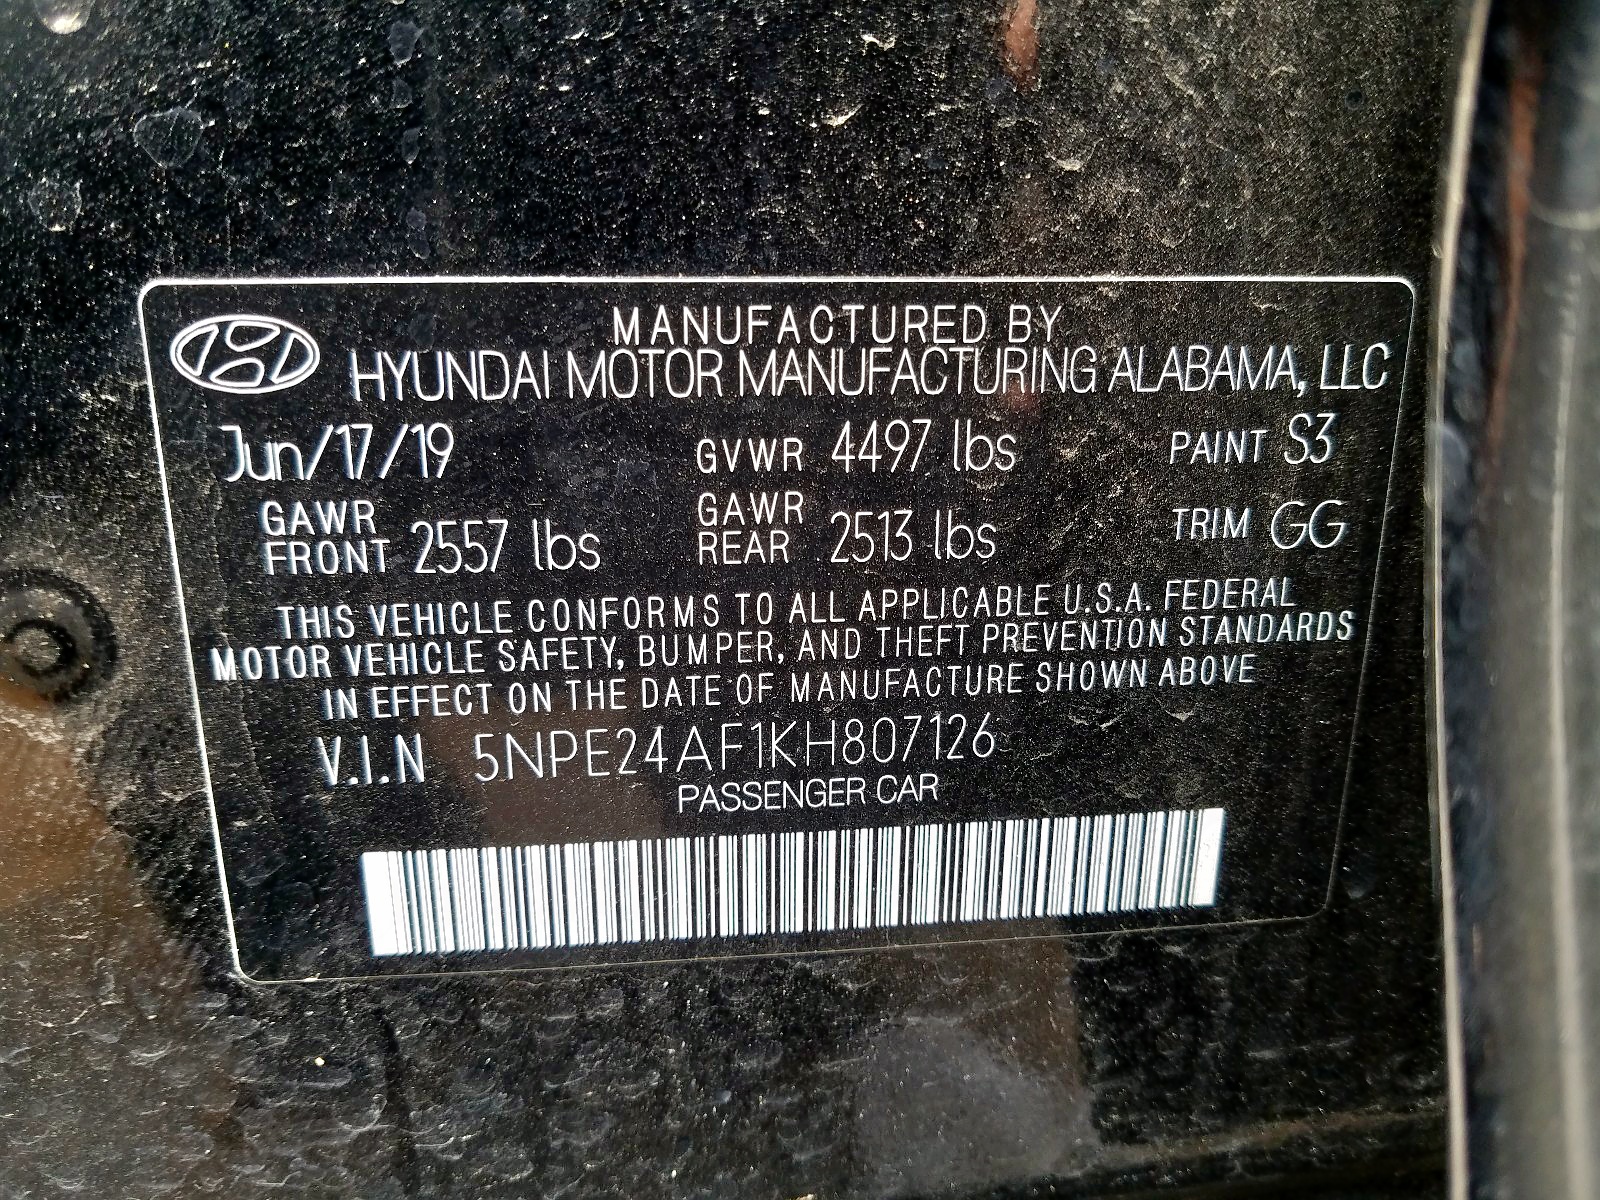 MANUFACTURED BY
HYUNDAI MOTOR MANUFACTURING ALABAMA, LLC
Jun/17/19 GVWR 4497 lbs PAINT S3
GAWR FRONT 2557 lbs GAWR REAR 2513 lbs TRIM GG
THIS VEHICLE CONFORMS TO ALL APPLICABLE U.S.A. FEDERAL
MOTOR VEHICLE SAFETY, BUMPER, AND THEFT PREVENTION STANDARDS
IN EFFECT ON THE DATE OF MANUFACTURE SHOWN ABOVE
V.I.N 5NPE24AF1KH807126
PASSENGER CAR